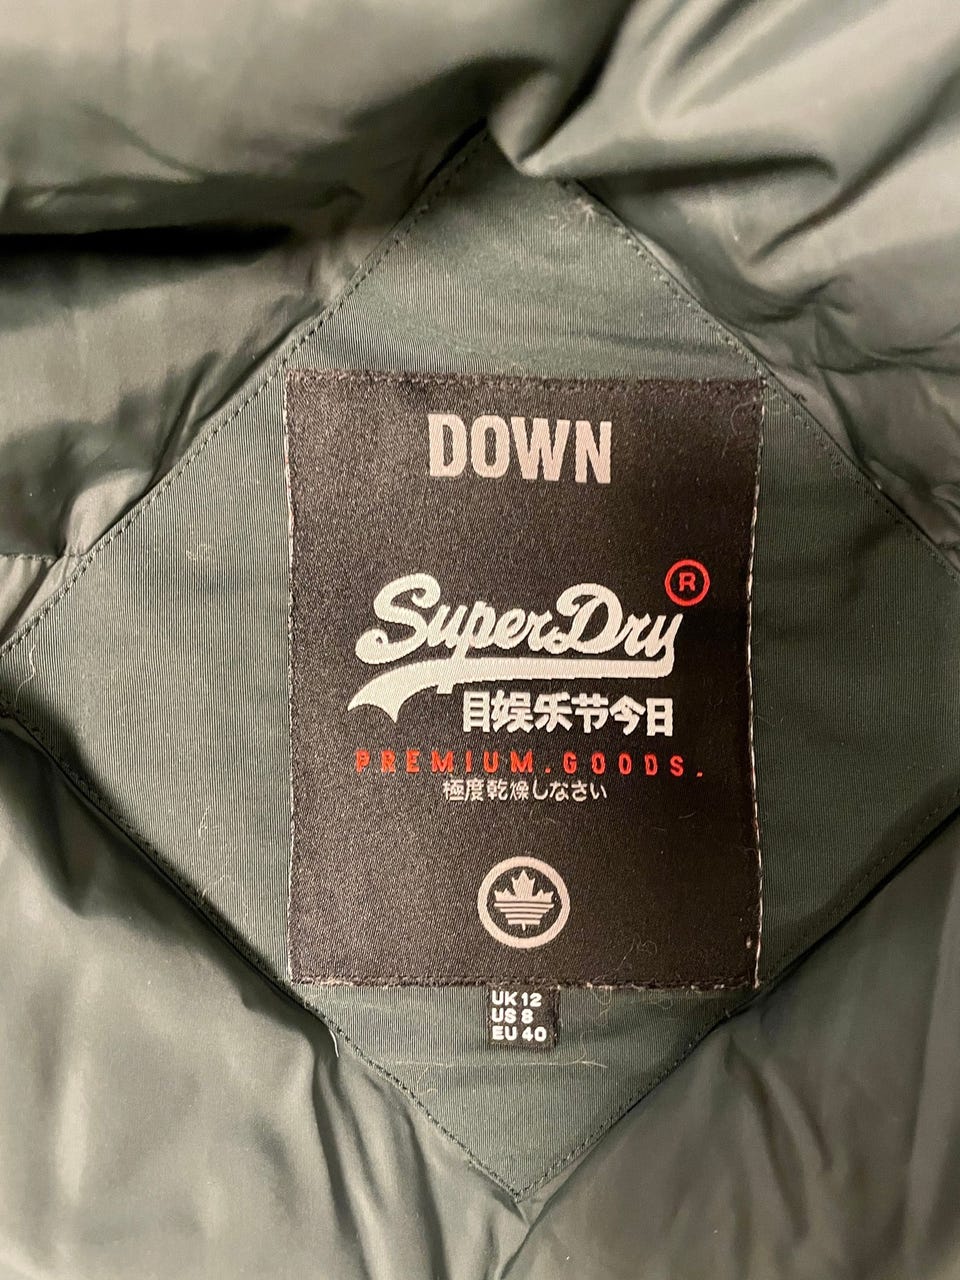 DOWN
SuperDry ®
目娱乐节今日
PREMIUM.GOODS.
極度乾燥しなさい
UK 12
US 8
EU 40